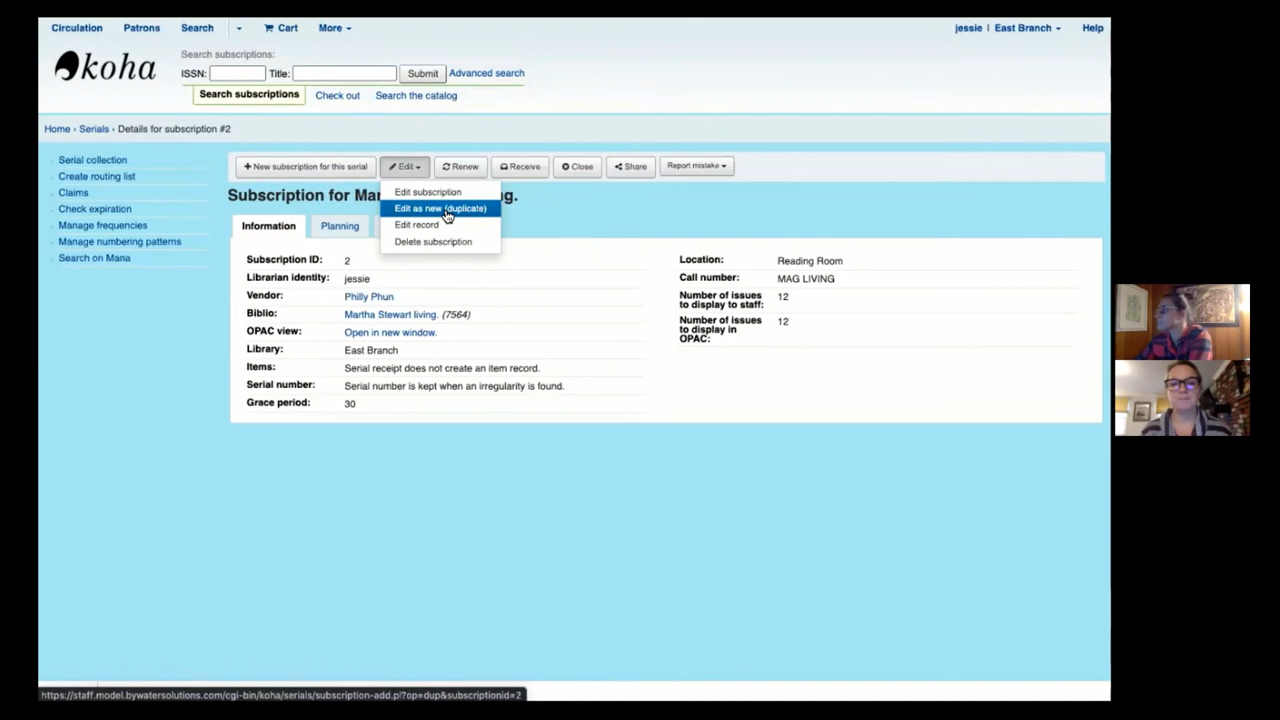 Circulation Patrons Search Cart More jessie | East Branch Help
koha
Search subscriptions:
ISSN: Title: Submit Advanced search
Search subscriptions Check out Search the catalog
Home › Serials › Details for subscription #2
Serial collection
Create routing list
Claims
Check expiration
Manage frequencies
Manage numbering patterns
Search on Mana
+ New subscription for this serial Edit Renew Receive Close Share Report mistake
Edit subscription
Edit as new (duplicate)
Edit record
Delete subscription
Subscription for Mar g.
Information Planning
Subscription ID: 2
Librarian identity: jessie
Vendor: Philly Phun
Biblio: Martha Stewart living. (7564)
OPAC view: Open in new window.
Library: East Branch
Items: Serial receipt does not create an item record.
Serial number: Serial number is kept when an irregularity is found.
Grace period: 30
Location: Reading Room
Call number: MAG LIVING
Number of issues to display to staff: 12
Number of issues to display in OPAC: 12
https://staff.model.bywatersolutions.com/cgi-bin/koha/serials/subscription-add.pl?op=dup&subscriptionid=2